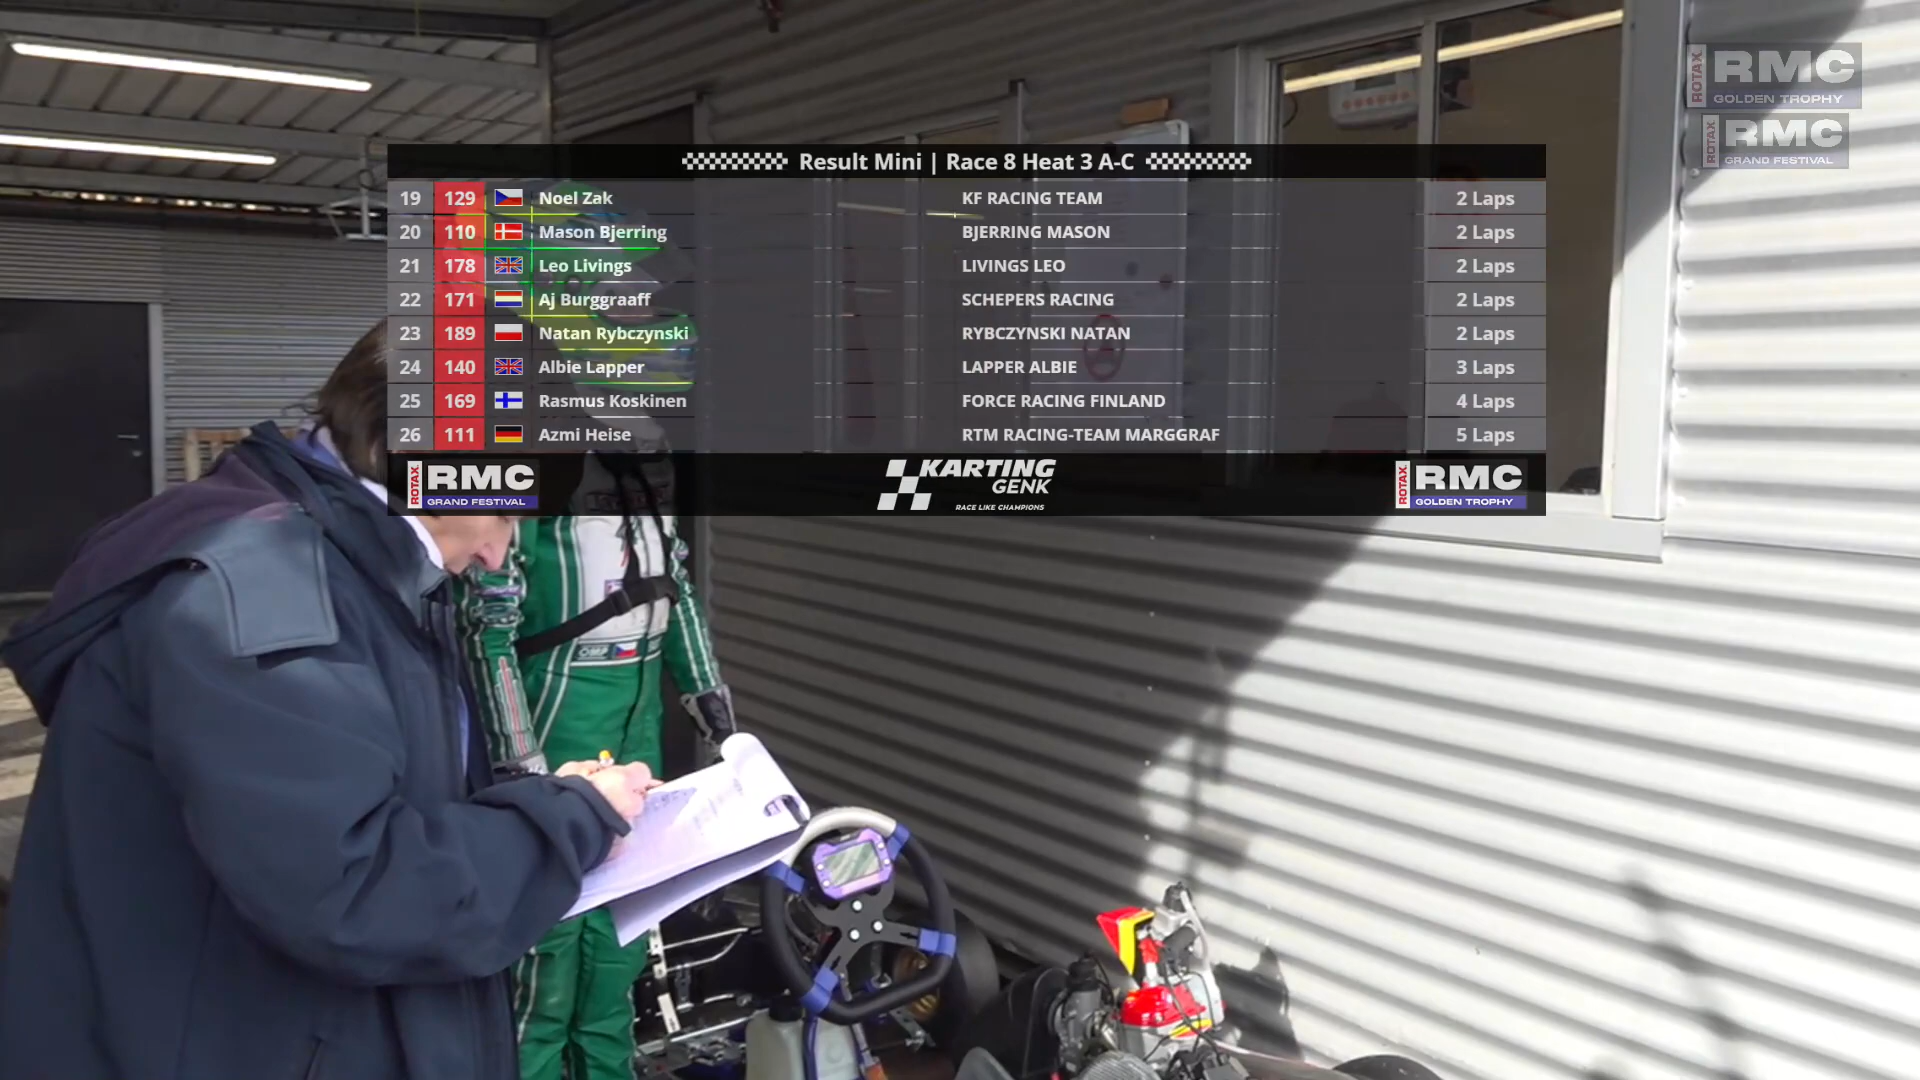 ROTAX RMC
GOLDEN TROPHY
ROTAX RMC
GRAND FESTIVAL
Result Mini | Race 8 Heat 3 A-C
19 129 Noel Zak KF RACING TEAM 2 Laps
20 110 Mason Bjerring BJERRING MASON 2 Laps
21 178 Leo Livings LIVINGS LEO 2 Laps
22 171 Aj Burggraaff SCHEPERS RACING 2 Laps
23 189 Natan Rybczynski RYBCZYNSKI NATAN 2 Laps
24 140 Albie Lapper LAPPER ALBIE 3 Laps
25 169 Rasmus Koskinen FORCE RACING FINLAND 4 Laps
26 111 Azmi Heise RTM RACING-TEAM MARGGRAF 5 Laps
ROTAX RMC
GRAND FESTIVAL
KARTING
GENK
RACE LIKE CHAMPIONS
ROTAX RMC
GOLDEN TROPHY
OMP